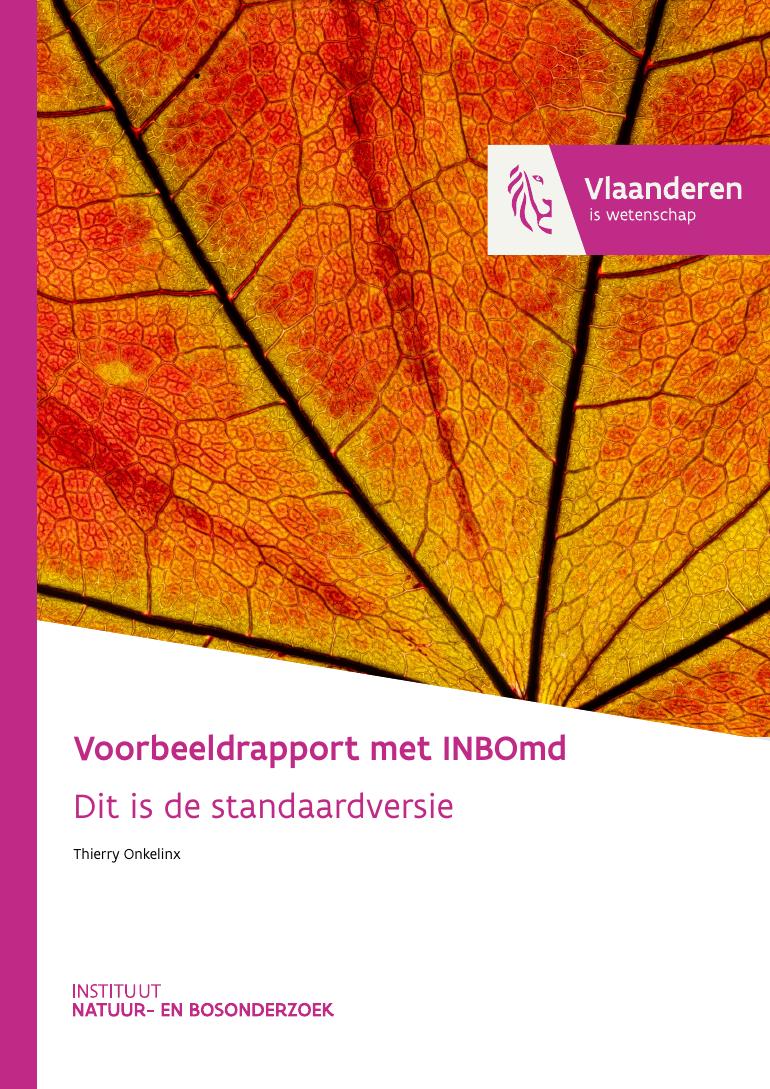 Vlaanderen
is wetenschap
Voorbeeldrapport met INBOmd
Dit is de standaardversie
Thierry Onkelinx
INSTITUUT
NATUUR- EN BOSONDERZOEK